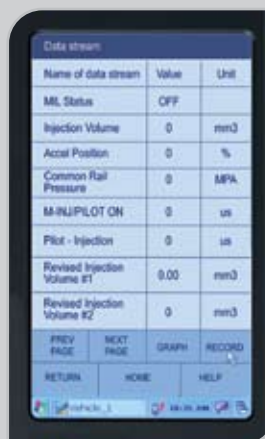 Data stream
Name of data stream Value Unit
MIL Status OFF
Injection Volume 0 mm3
Accel Position 0 %
Common Rail
Pressure 0 MPA
M-INJ/PILOT ON 0 us
Pilot - Injection 0 us
Revised Injection
Volume #1 0.00 mm3
Revised Injection
Volume #2 0 mm3
PREV
PAGE NEXT
PAGE GRAPH RECORD
RETURN HOME HELP
Vehicle_1